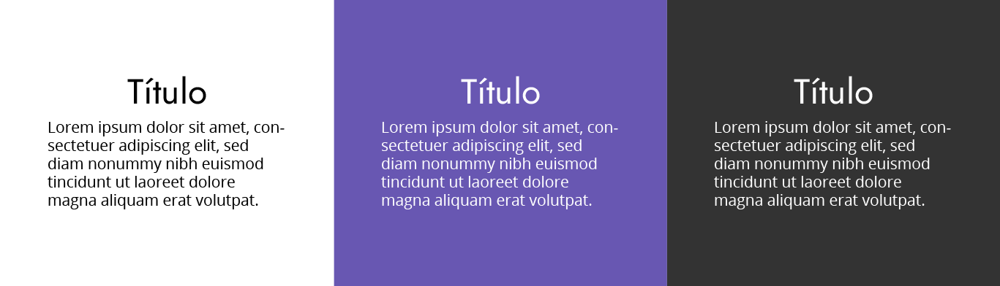 Título
Lorem ipsum dolor sit amet, con-
sectetuer adipiscing elit, sed
diam nonummy nibh euismod
tincidunt ut laoreet dolore
magna aliquam erat volutpat.
Título
Lorem ipsum dolor sit amet, con-
sectetuer adipiscing elit, sed
diam nonummy nibh euismod
tincidunt ut laoreet dolore
magna aliquam erat volutpat.
Título
Lorem ipsum dolor sit amet, con-
sectetuer adipiscing elit, sed
diam nonummy nibh euismod
tincidunt ut laoreet dolore
magna aliquam erat volutpat.